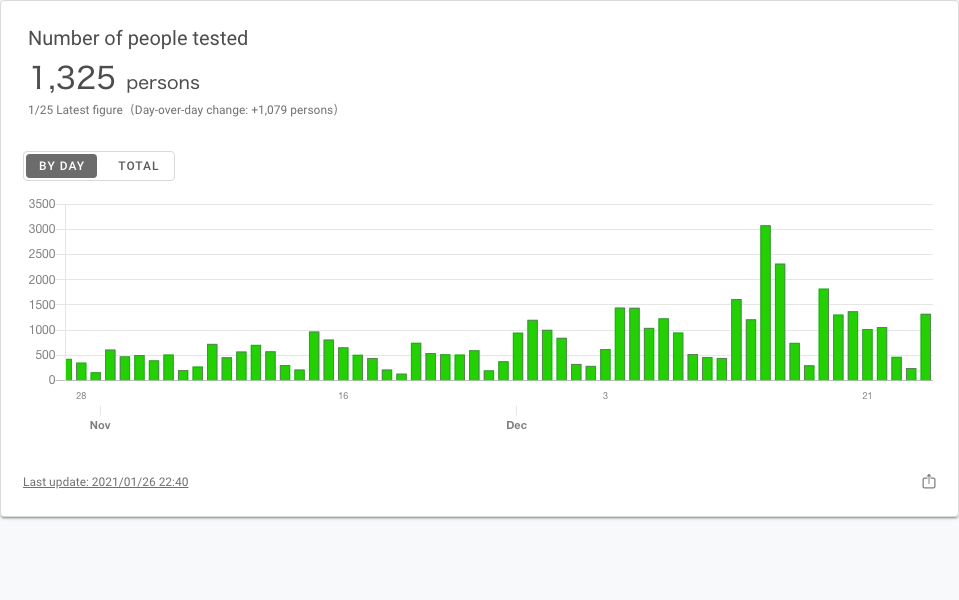 Number of people tested
1,325 persons
1/25 Latest figure（Day-over-day change: +1,079 persons）
BY DAY TOTAL
3500
3000
2500
2000
1500
1000
500
0
28 16 3 21
Nov Dec
Last update: 2021/01/26 22:40